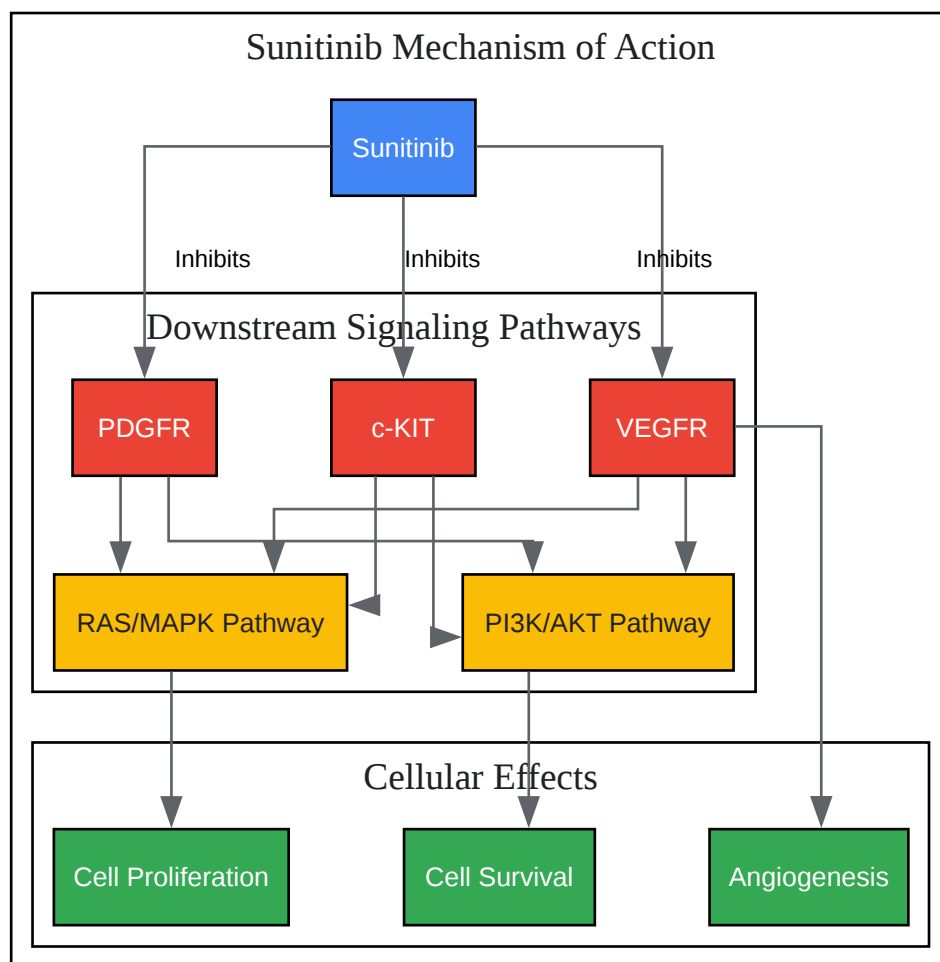 Sunitinib Mechanism of Action
Sunitinib
Inhibits
Inhibits
Inhibits
Downstream Signaling Pathways
PDGFR
c-KIT
VEGFR
RAS/MAPK Pathway
PI3K/AKT Pathway
Cellular Effects
Cell Proliferation
Cell Survival
Angiogenesis